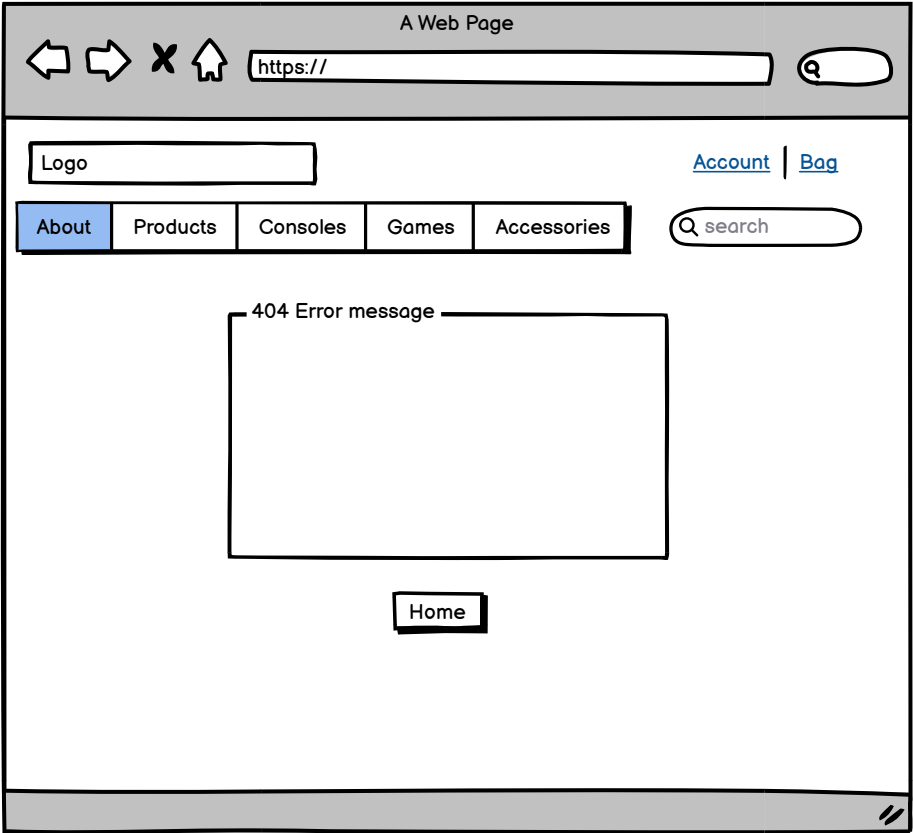 A Web Page
https://
Logo
Account | Bag
About Products Consoles Games Accessories
search
404 Error message
Home